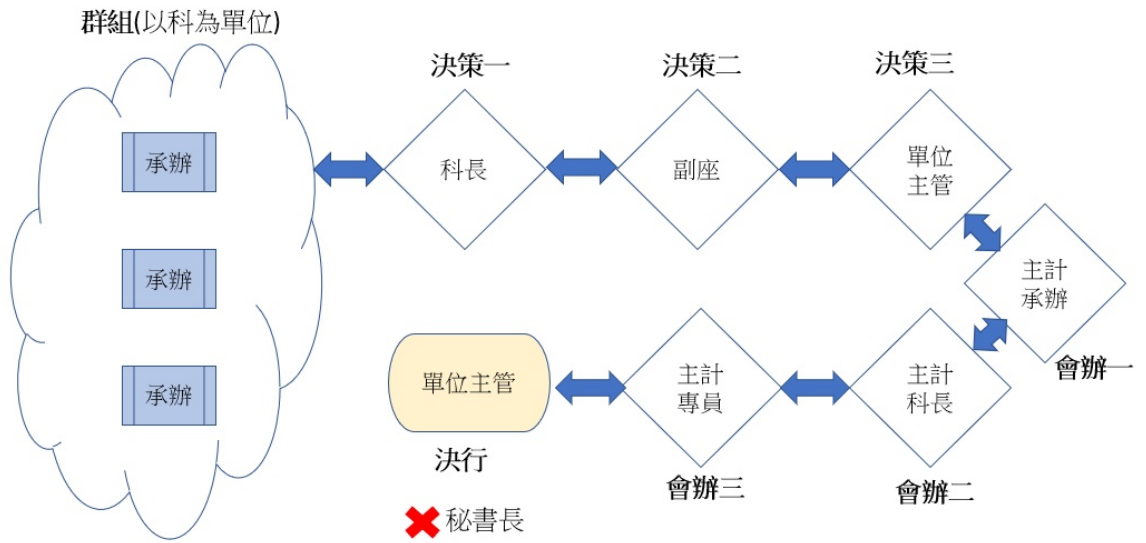 群組(以科為單位)
承辦
承辦
承辦
決策一
科長
決策二
副座
決策三
單位
主管
主計
承辦
會辦一
主計
科長
會辦二
主計
專員
會辦三
單位主管
決行
秘書長